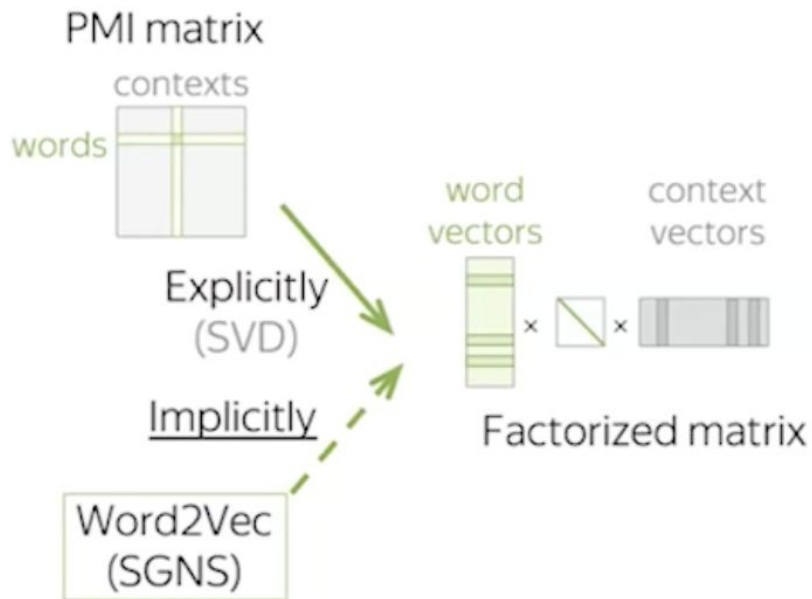 PMI matrix
contexts
words
word
vectors
context
vectors
Explicitly
(SVD)
×
×
Implicitly
Factorized matrix
Word2Vec
(SGNS)